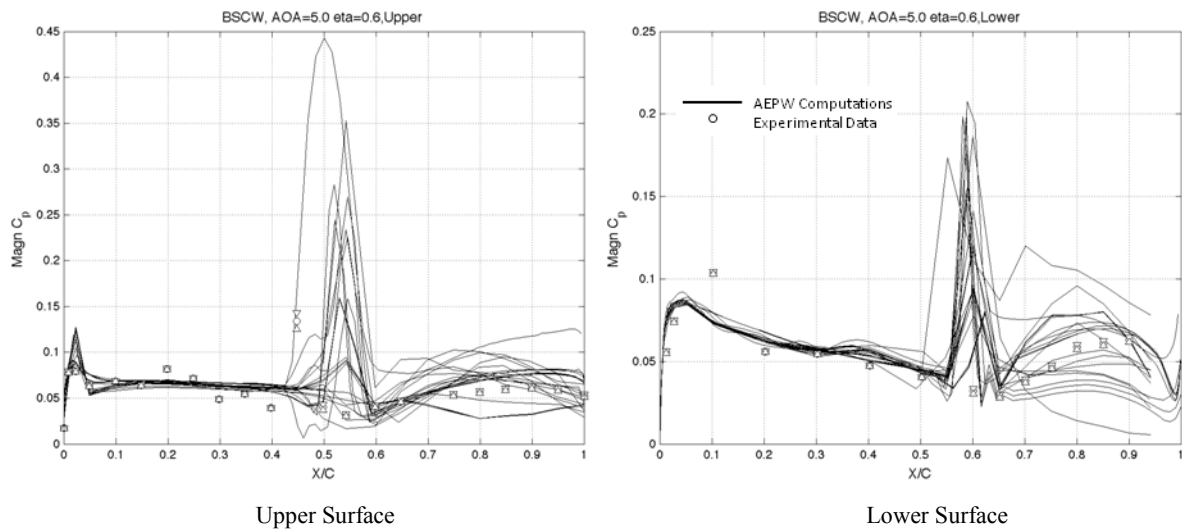 BSCW, AOA=5.0 eta=0.6,Upper
0.45
0.4
0.35
0.3
0.25
0.2
0.15
0.1
0.05
0
Magn Cp
0 0.1 0.2 0.3 0.4 0.5 0.6 0.7 0.8 0.9 1
X/C
Upper Surface
BSCW, AOA=5.0 eta=0.6,Lower
0.25
0.2
0.15
0.1
0.05
0
Magn Cp
AEPW Computations
Experimental Data
0 0.1 0.2 0.3 0.4 0.5 0.6 0.7 0.8 0.9 1
X/C
Lower Surface